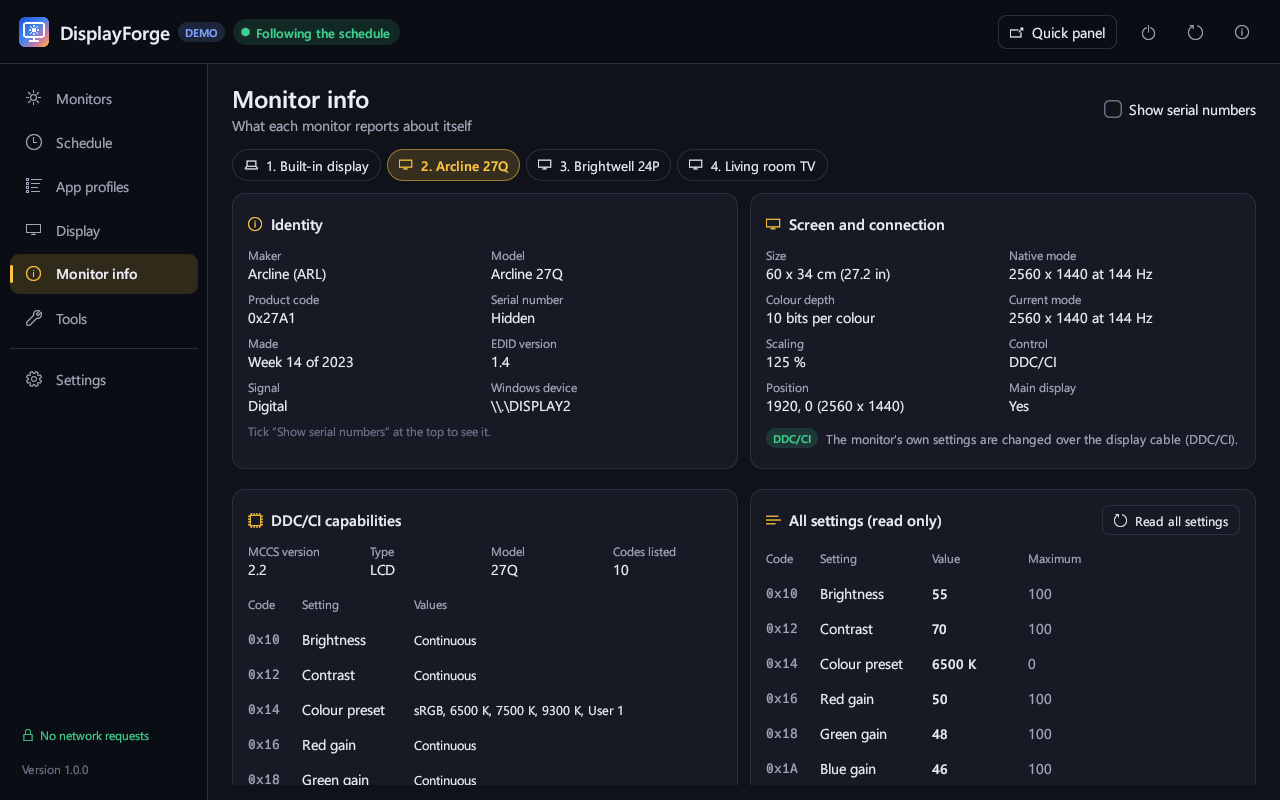 DisplayForge DEMO Following the schedule
Quick panel
Monitors
Schedule
App profiles
Display
Monitor info
Tools
Settings
No network requests
Version 1.0.0
Monitor info
What each monitor reports about itself
Show serial numbers
1. Built-in display
2. Arcline 27Q
3. Brightwell 24P
4. Living room TV
Identity
Maker Model
Arcline (ARL) Arcline 27Q
Product code Serial number
0x27A1 Hidden
Made EDID version
Week 14 of 2023 1.4
Signal Windows device
Digital \\.\DISPLAY2
Tick “Show serial numbers” at the top to see it.
Screen and connection
Size Native mode
60 x 34 cm (27.2 in) 2560 x 1440 at 144 Hz
Colour depth Current mode
10 bits per colour 2560 x 1440 at 144 Hz
Scaling Control
125 % DDC/CI
Position Main display
1920, 0 (2560 x 1440) Yes
DDC/CI The monitor's own settings are changed over the display cable (DDC/CI).
DDC/CI capabilities
MCCS version Type Model Codes listed
2.2 LCD 27Q 10
Code Setting Values
0x10 Brightness Continuous
0x12 Contrast Continuous
0x14 Colour preset sRGB, 6500 K, 7500 K, 9300 K, User 1
0x16 Red gain Continuous
0x18 Green gain Continuous
All settings (read only)
Read all settings
Code Setting Value Maximum
0x10 Brightness 55 100
0x12 Contrast 70 100
0x14 Colour preset 6500 K 0
0x16 Red gain 50 100
0x18 Green gain 48 100
0x1A Blue gain 46 100